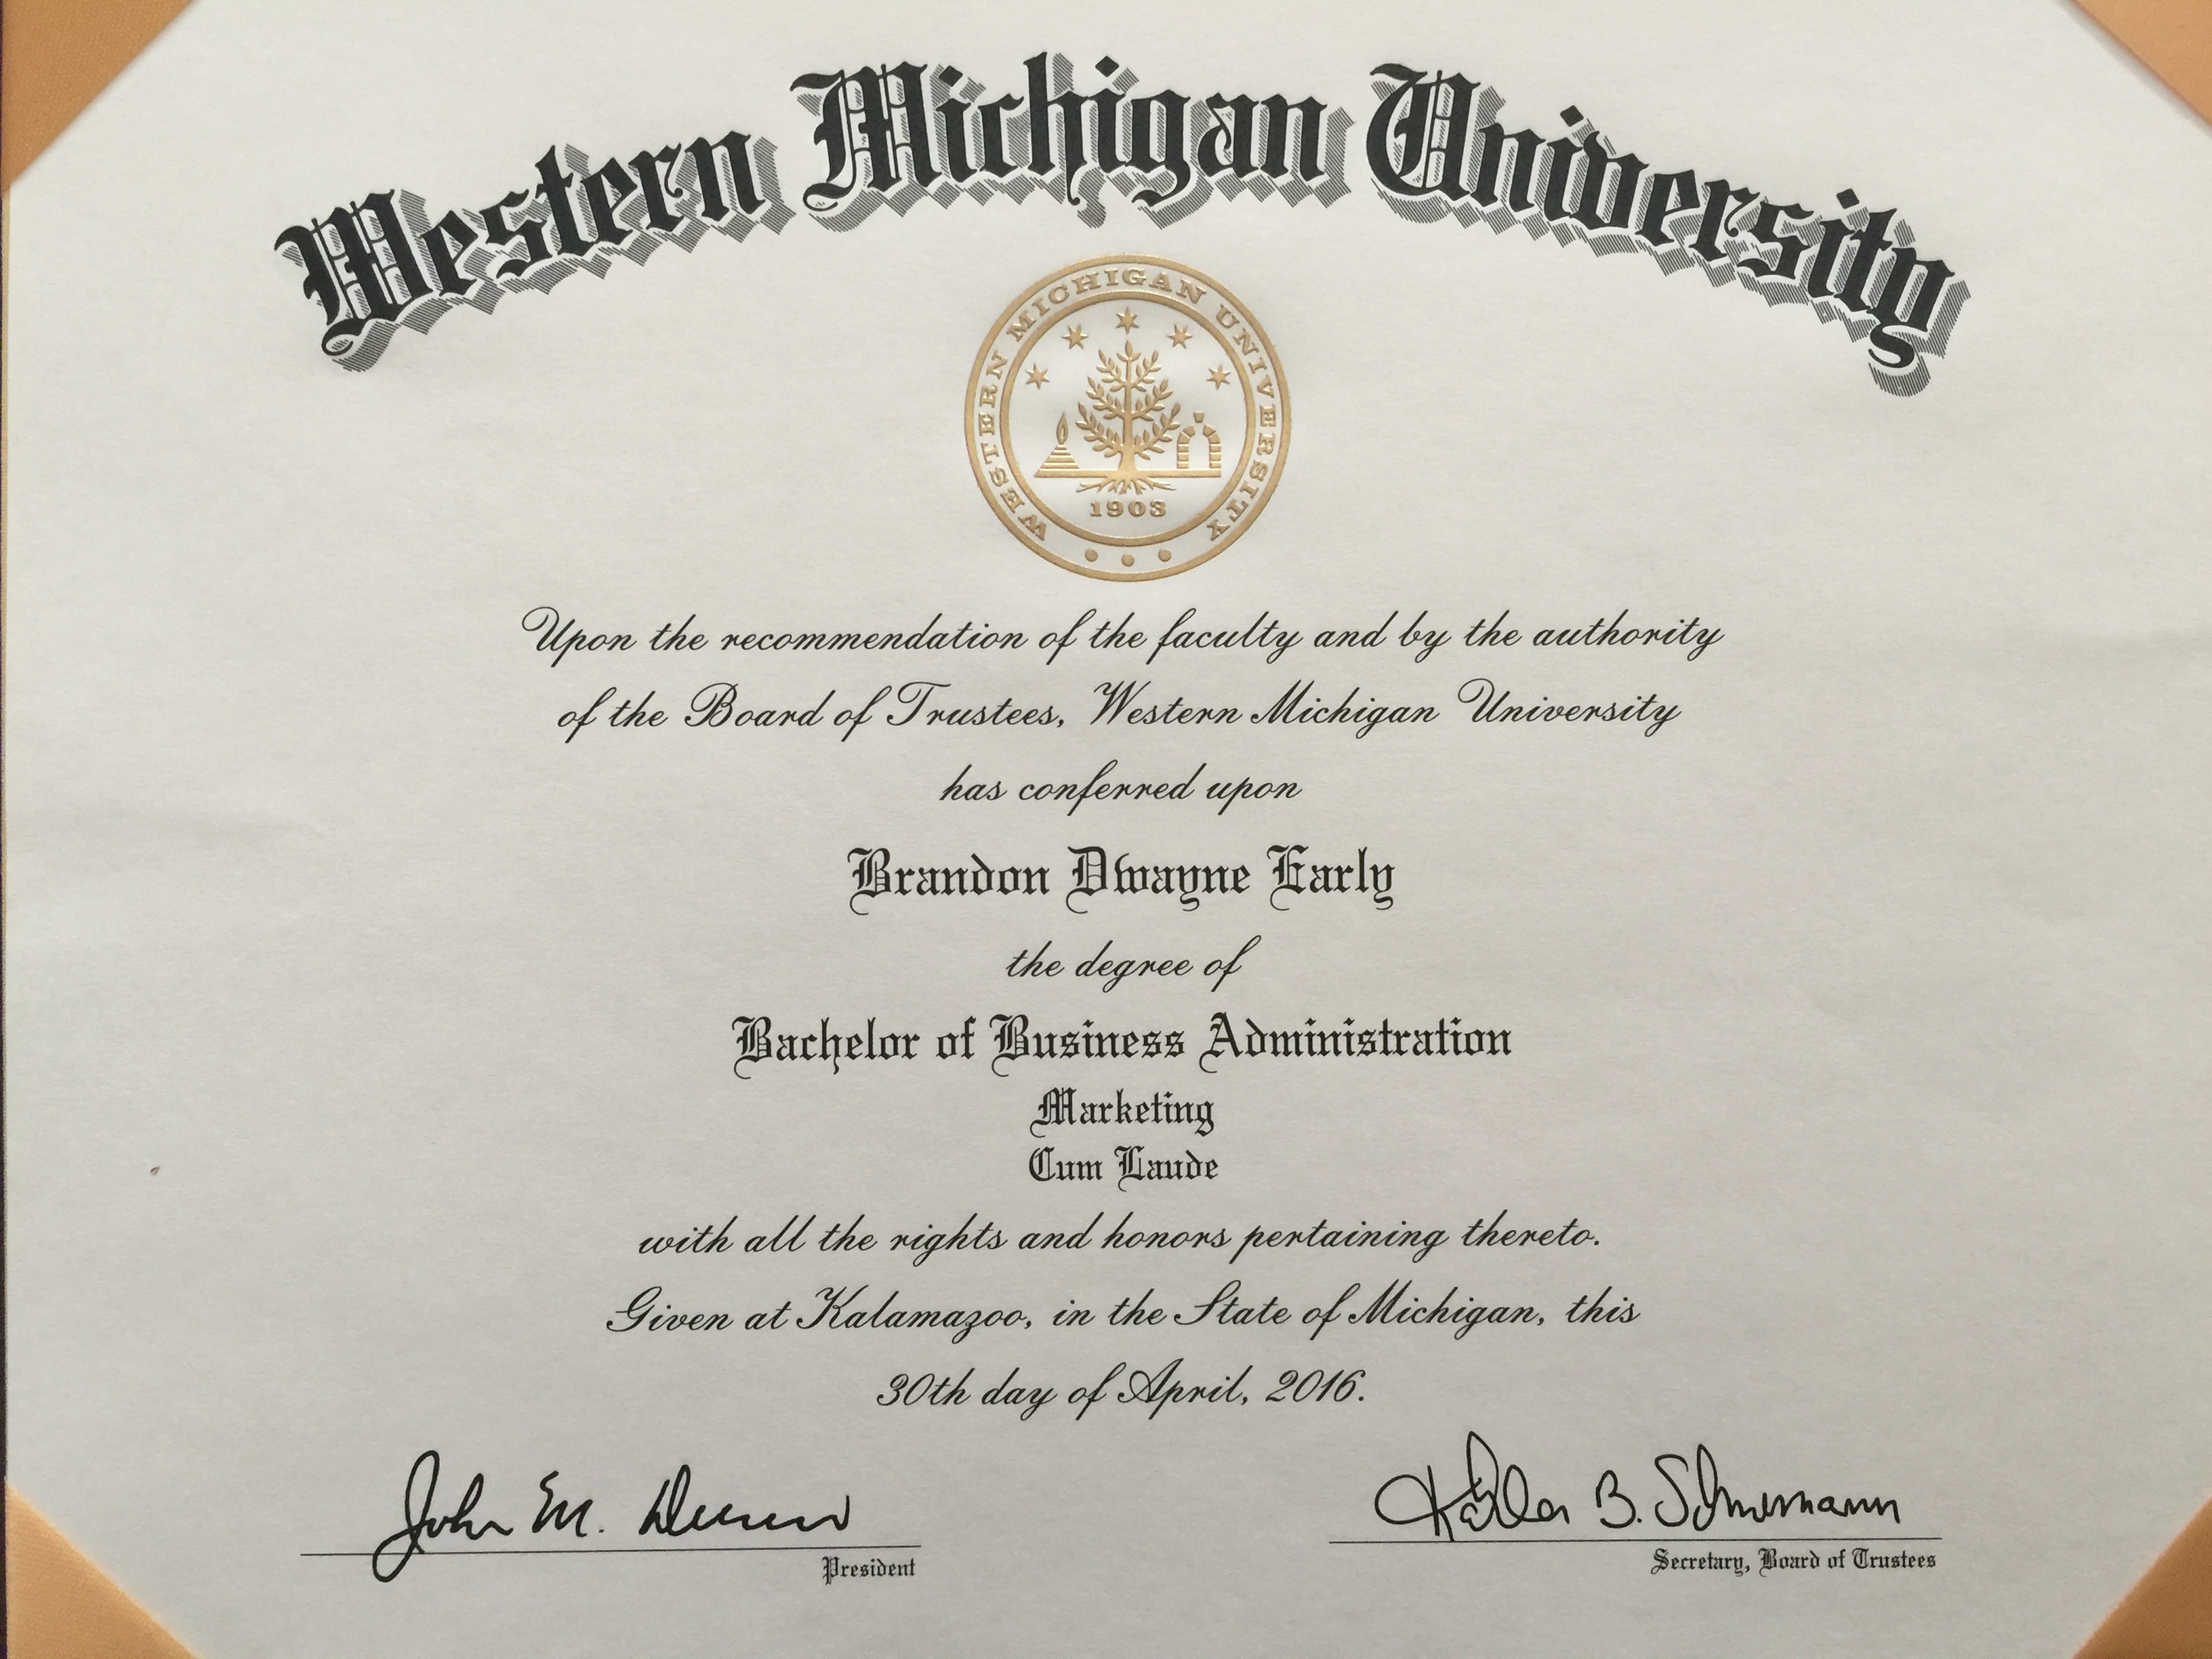 Western Michigan University
WESTERN MICHIGAN UNIVERSITY
1903
Upon the recommendation of the faculty and by the authority
of the Board of Trustees, Western Michigan University
has conferred upon
Brandon Dwayne Early
the degree of
Bachelor of Business Administration
Marketing
Cum Laude
with all the rights and honors pertaining thereto.
Given at Kalamazoo, in the State of Michigan, this
30th day of April, 2016.
John M. Dunn
B. Schuemann
President
Secretary, Board of Trustees